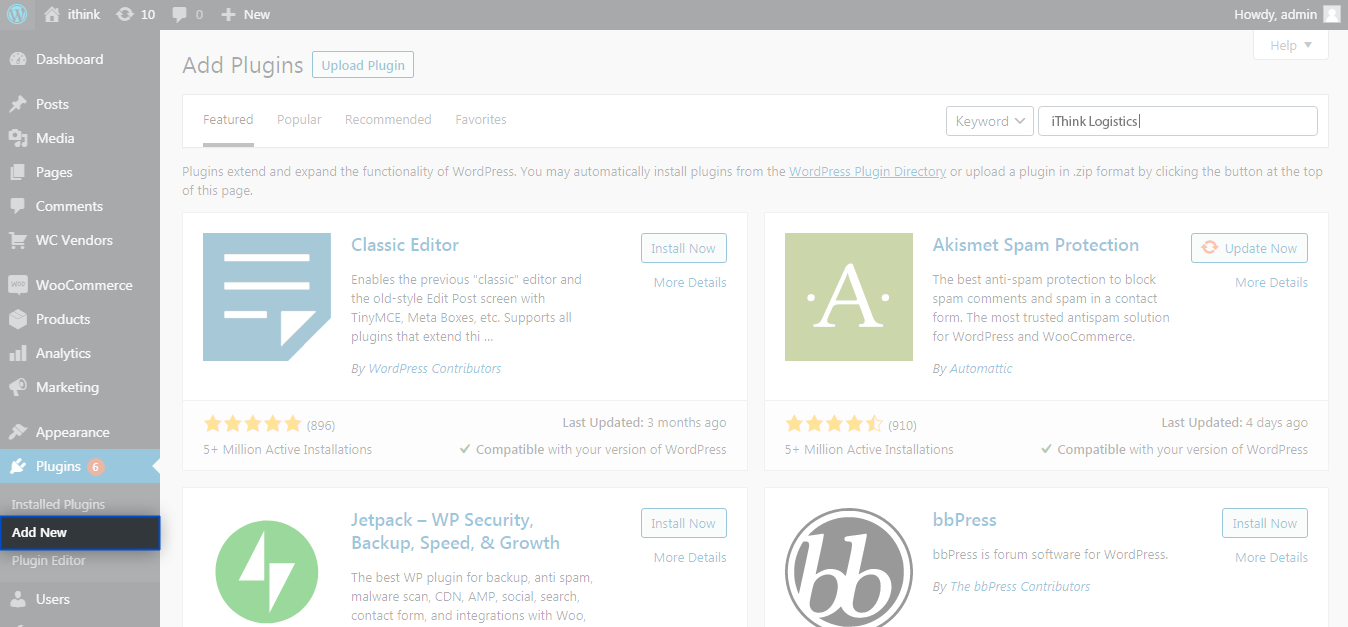 ithink 10 0 New Howdy, admin
Help
Dashboard
Posts
Media
Pages
Comments
WC Vendors
WooCommerce
Products
Analytics
Marketing
Appearance
Plugins 6
Installed Plugins
Add New
Plugin Editor
Users
Add Plugins Upload Plugin
Featured Popular Recommended Favorites Keyword iThink Logistics
Plugins extend and expand the functionality of WordPress. You may automatically install plugins from the WordPress Plugin Directory or upload a plugin in .zip format by clicking the button at the top
of this page.
Classic Editor
Install Now
More Details
Enables the previous "classic" editor and
the old-style Edit Post screen with
TinyMCE, Meta Boxes, etc. Supports all
plugins that extend thi ...
By WordPress Contributors
(896)
Last Updated: 3 months ago
5+ Million Active Installations
Compatible with your version of WordPress
A
Akismet Spam Protection
Update Now
More Details
The best anti-spam protection to block
spam comments and spam in a contact
form. The most trusted antispam solution
for WordPress and WooCommerce.
By Automattic
(910)
Last Updated: 4 days ago
5+ Million Active Installations
Compatible with your version of WordPress
Jetpack – WP Security,
Backup, Speed, & Growth
Install Now
More Details
The best WP plugin for backup, anti spam,
malware scan, CDN, AMP, social, search,
contact form, and integrations with Woo,
bb
bbPress
Install Now
More Details
bbPress is forum software for WordPress.
By The bbPress Contributors